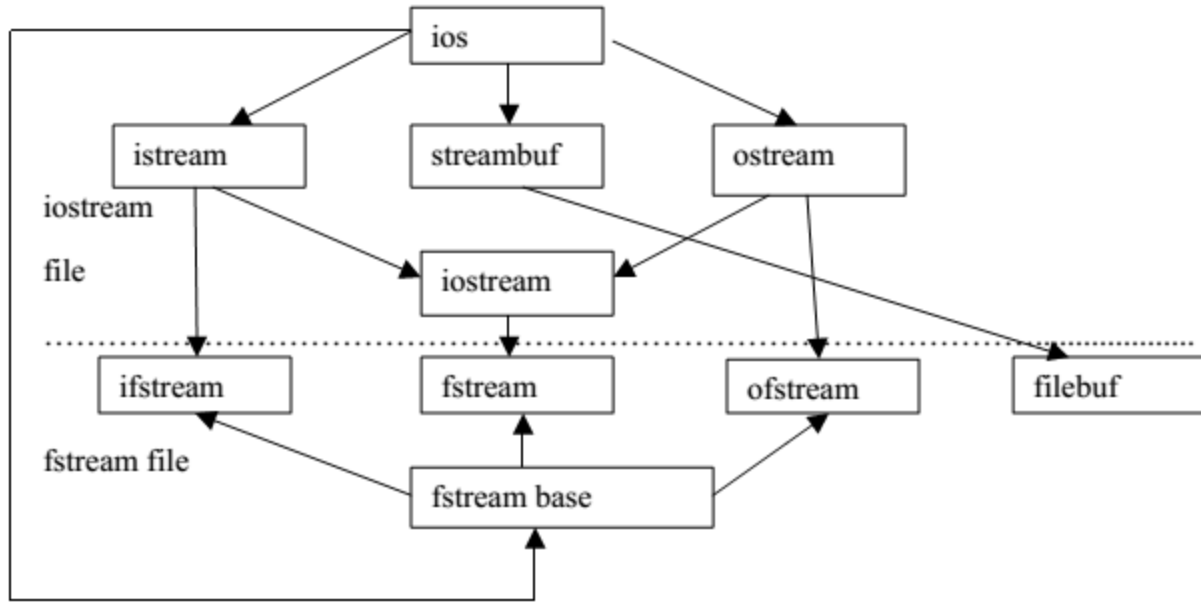 ios
istream
streambuf
ostream
iostream
file
iostream
ifstream
fstream
ofstream
filebuf
fstream file
fstream base